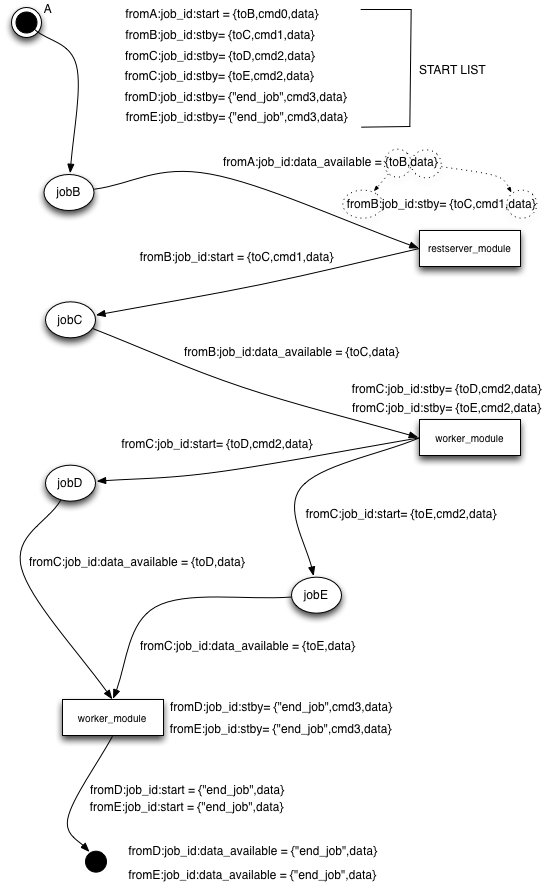 A
fromA:job_id:start = {toB,cmd0,data}
fromB:job_id:stby= {toC,cmd1,data}
fromC:job_id:stby= {toD,cmd2,data}
fromC:job_id:stby= {toE,cmd2,data}
fromD:job_id:stby= {"end_job",cmd3,data}
fromE:job_id:stby= {"end_job",cmd3,data}
START LIST
fromA:job_id:data_available = {toB,data}
jobB
fromB:job_id:stby= {toC,cmd1,data}
restserver_module
fromB:job_id:start = {toC,cmd1,data}
jobC
fromB:job_id:data_available = {toC,data}
fromC:job_id:stby= {toD,cmd2,data}
fromC:job_id:stby= {toE,cmd2,data}
worker_module
fromC:job_id:start= {toD,cmd2,data}
jobD
fromC:job_id:start= {toE,cmd2,data}
fromC:job_id:data_available = {toD,data}
jobE
fromC:job_id:data_available = {toE,data}
worker_module
fromD:job_id:stby= {"end_job",cmd3,data}
fromE:job_id:stby= {"end_job",cmd3,data}
fromD:job_id:start = {"end_job",data}
fromE:job_id:start = {"end_job",data}
fromD:job_id:data_available = {"end_job",data}
fromE:job_id:data_available = {"end_job",data}